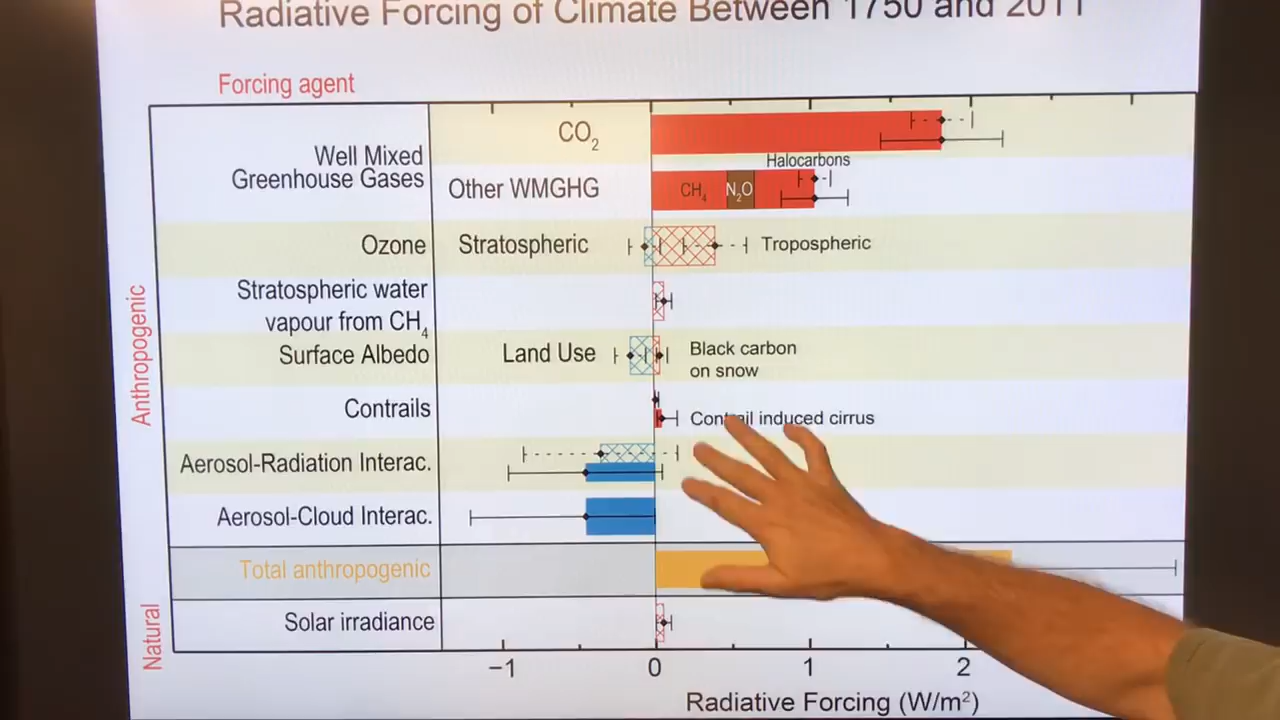 Radiative Forcing of Climate Between 1750 and 2011
Forcing agent
CO2
Well Mixed
Greenhouse Gases
Halocarbons
Other WMGHG
CH4
N2O
Ozone
Stratospheric
Tropospheric
Stratospheric water
vapour from CH4
Surface Albedo
Land Use
Black carbon
on snow
Contrails
Contrail induced cirrus
Aerosol-Radiation Interac.
Aerosol-Cloud Interac.
Total anthropogenic
Solar irradiance
Anthropogenic
Natural
−1 0 1 2
Radiative Forcing (W/m2)